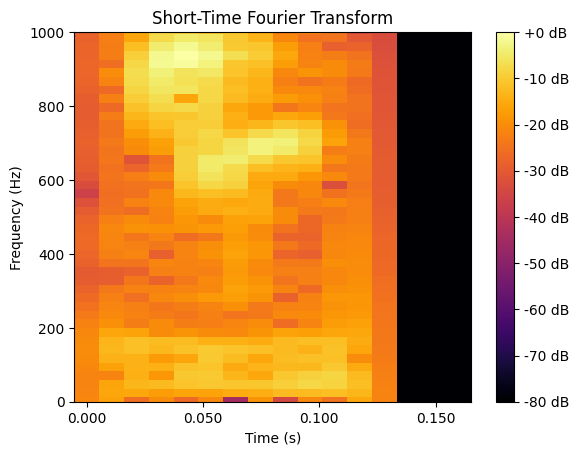 Short-Time Fourier Transform
1000
800
600
400
200
0
Frequency (Hz)
0.000
0.050
0.100
0.150
Time (s)
+0 dB
-10 dB
-20 dB
-30 dB
-40 dB
-50 dB
-60 dB
-70 dB
-80 dB